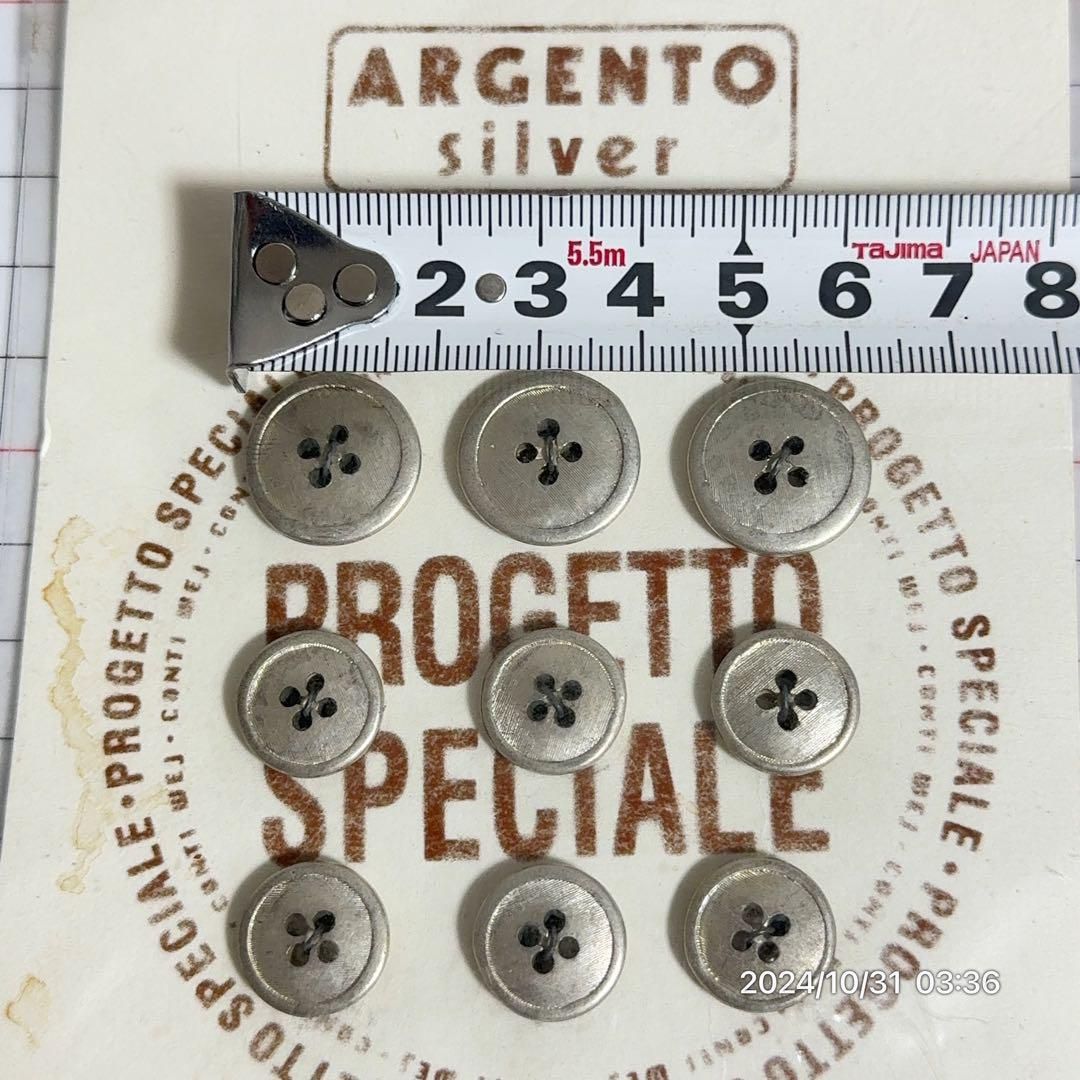 ARGENTO
silver
5.5m
TAJIMA JAPAN
2 3 4 5 6 7 8
PROGETTO
SPECIALE
PROGETTO SPECIALE • PROGETTO SPECIALE • PROGETTO
2024/10/31 03:36